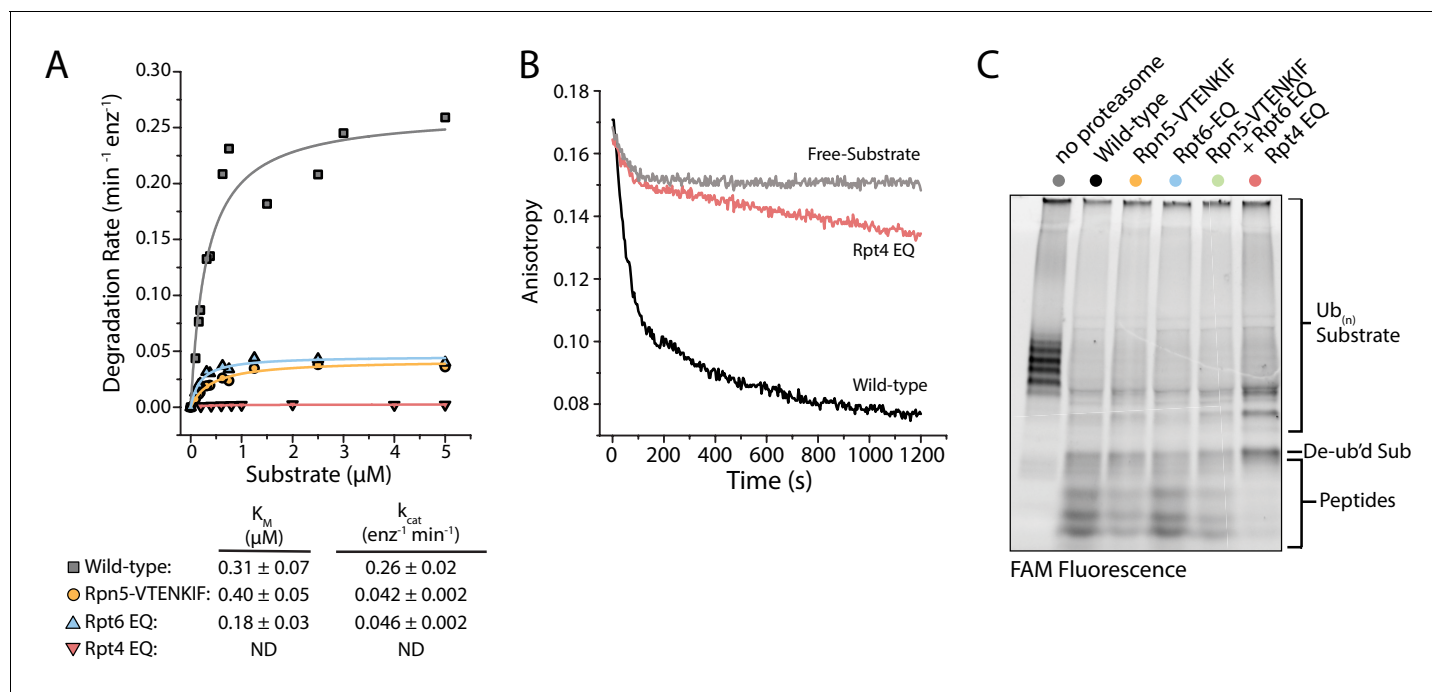 A
Degradation Rate (min⁻¹ enz⁻¹)
0.30
0.25
0.20
0.15
0.10
0.05
0.00
0 1 2 3 4 5
Substrate (μM)
K_M k_cat
(μM) (enz⁻¹ min⁻¹)
Wild-type: 0.31 ± 0.07 0.26 ± 0.02
Rpn5-VTENKIF: 0.40 ± 0.05 0.042 ± 0.002
Rpt6 EQ: 0.18 ± 0.03 0.046 ± 0.002
Rpt4 EQ: ND ND
B
Anisotropy
0.16
0.14
0.12
0.10
0.08
Free-Substrate
Rpt4 EQ
Wild-type
0 200 400 600 800 1000 1200
Time (s)
C
no proteasome
Wild-type
Rpn5-VTENKIF
Rpt6-EQ
Rpn5-VTENKIF
+ Rpt6 EQ
Rpt4 EQ
Ub(n)
Substrate
De-ub'd Sub
Peptides
FAM Fluorescence